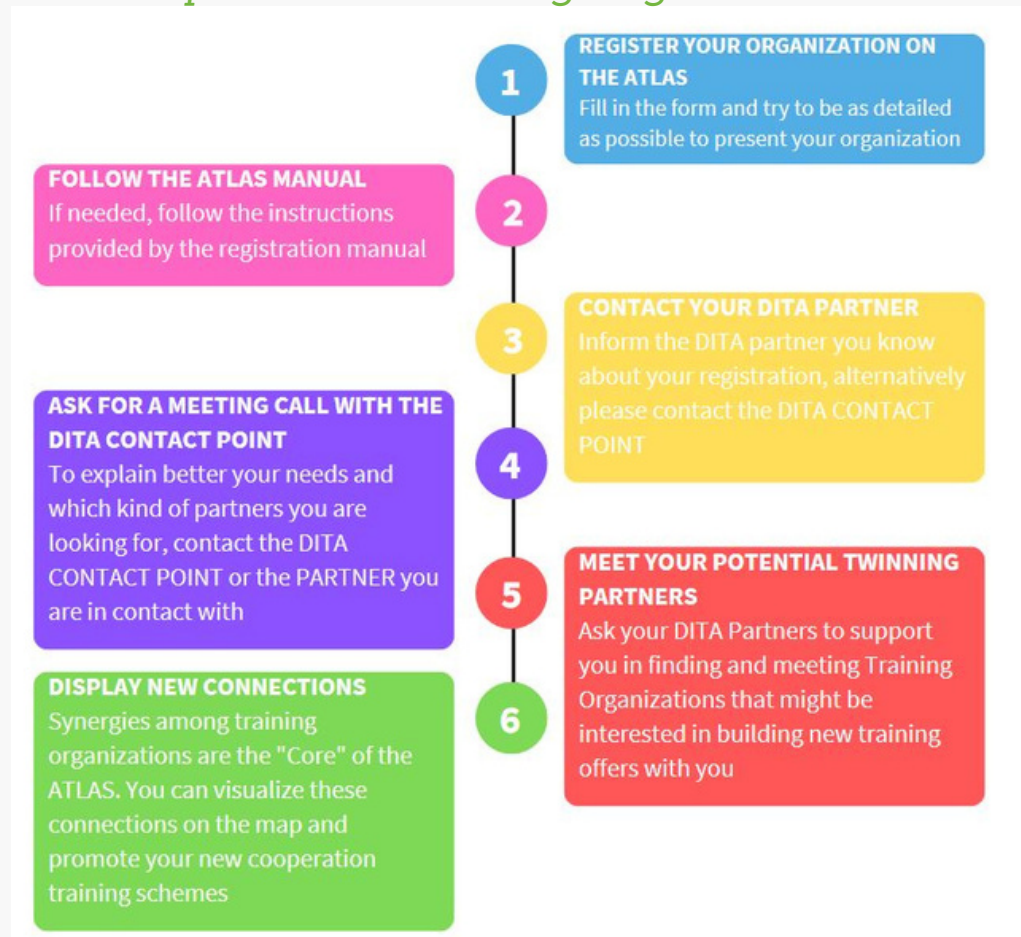 1
REGISTER YOUR ORGANIZATION ON
THE ATLAS
Fill in the form and try to be as detailed
as possible to present your organization
2
FOLLOW THE ATLAS MANUAL
If needed, follow the instructions
provided by the registration manual
3
CONTACT YOUR DITA PARTNER
Inform the DITA partner you know
about your registration, alternatively
please contact the DITA CONTACT
POINT
4
ASK FOR A MEETING CALL WITH THE
DITA CONTACT POINT
To explain better your needs and
which kind of partners you are
looking for, contact the DITA
CONTACT POINT or the PARTNER you
are in contact with
5
MEET YOUR POTENTIAL TWINNING
PARTNERS
Ask your DITA Partners to support
you in finding and meeting Training
Organizations that might be
interested in building new training
offers with you
6
DISPLAY NEW CONNECTIONS
Synergies among training
organizations are the "Core" of the
ATLAS. You can visualize these
connections on the map and
promote your new cooperation
training schemes